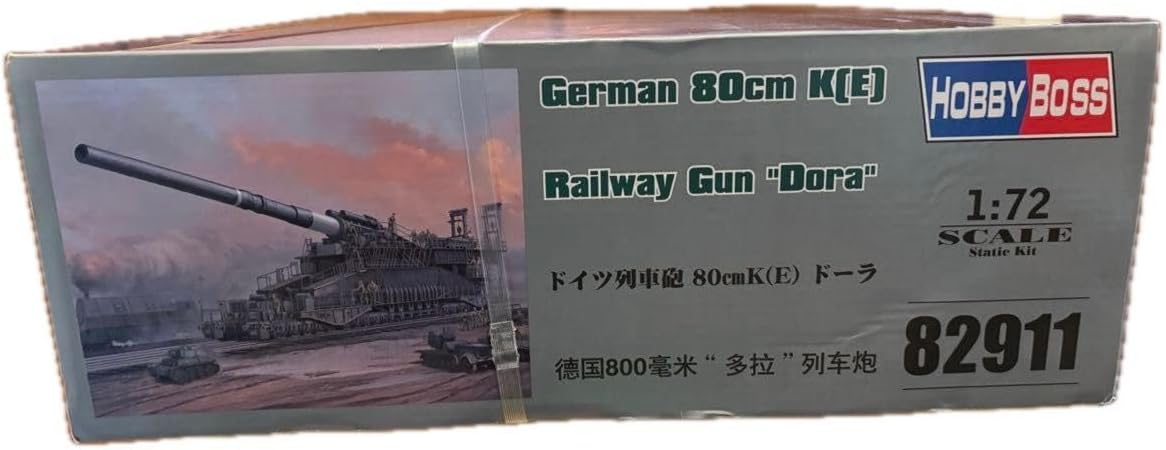 German 80cm K(E)
Railway Gun "Dora"
ドイツ列車砲 80cmK(E) ドーラ
德国800毫米“多拉”列车炮
HOBBY BOSS
1:72
SCALE
Static Kit
82911